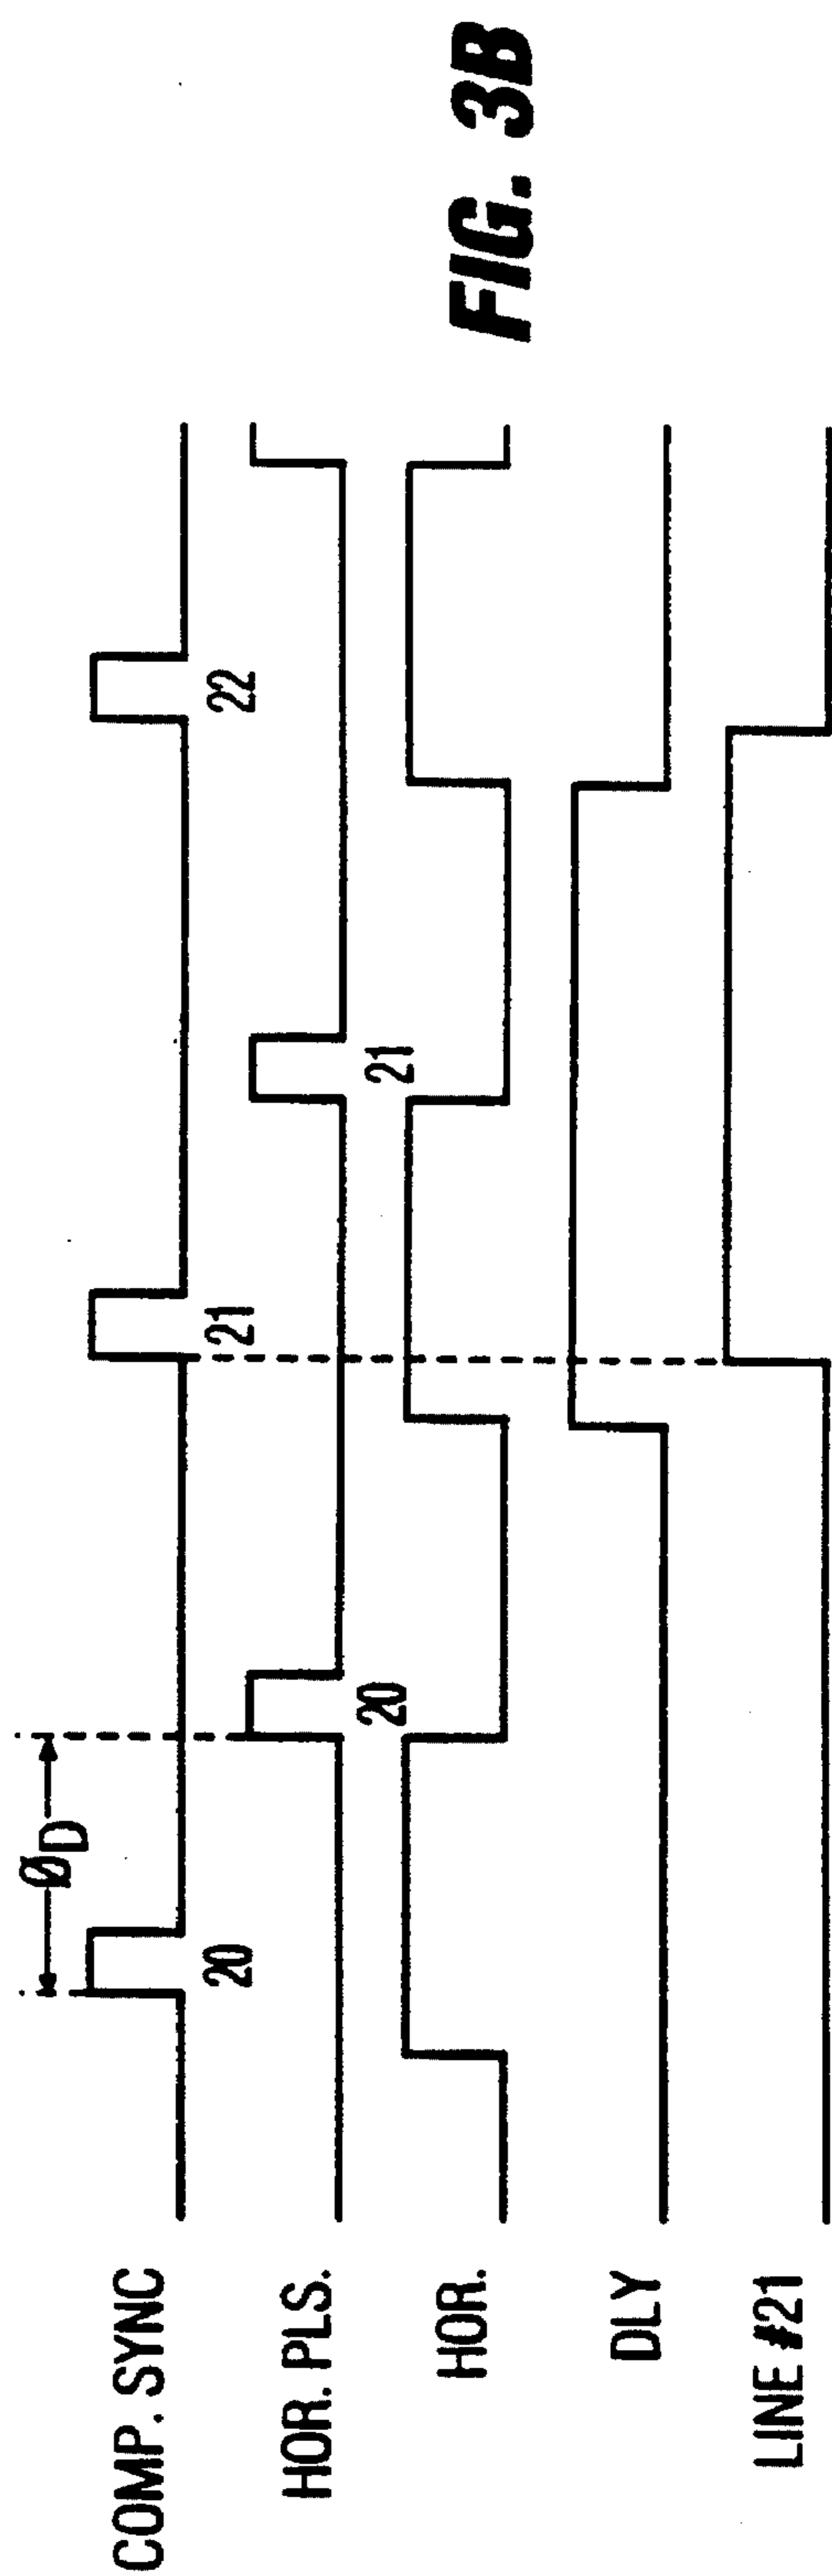 ØD
COMP. SYNC
20
21
22
HOR. PLS.
20
21
HOR.
DLY
LINE #21
FIG. 3B